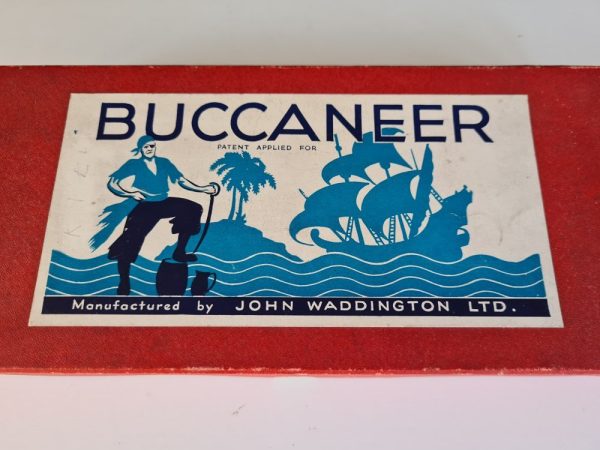 BUCCANEER
PATENT APPLIED FOR
Manufactured by JOHN WADDINGTON LTD.